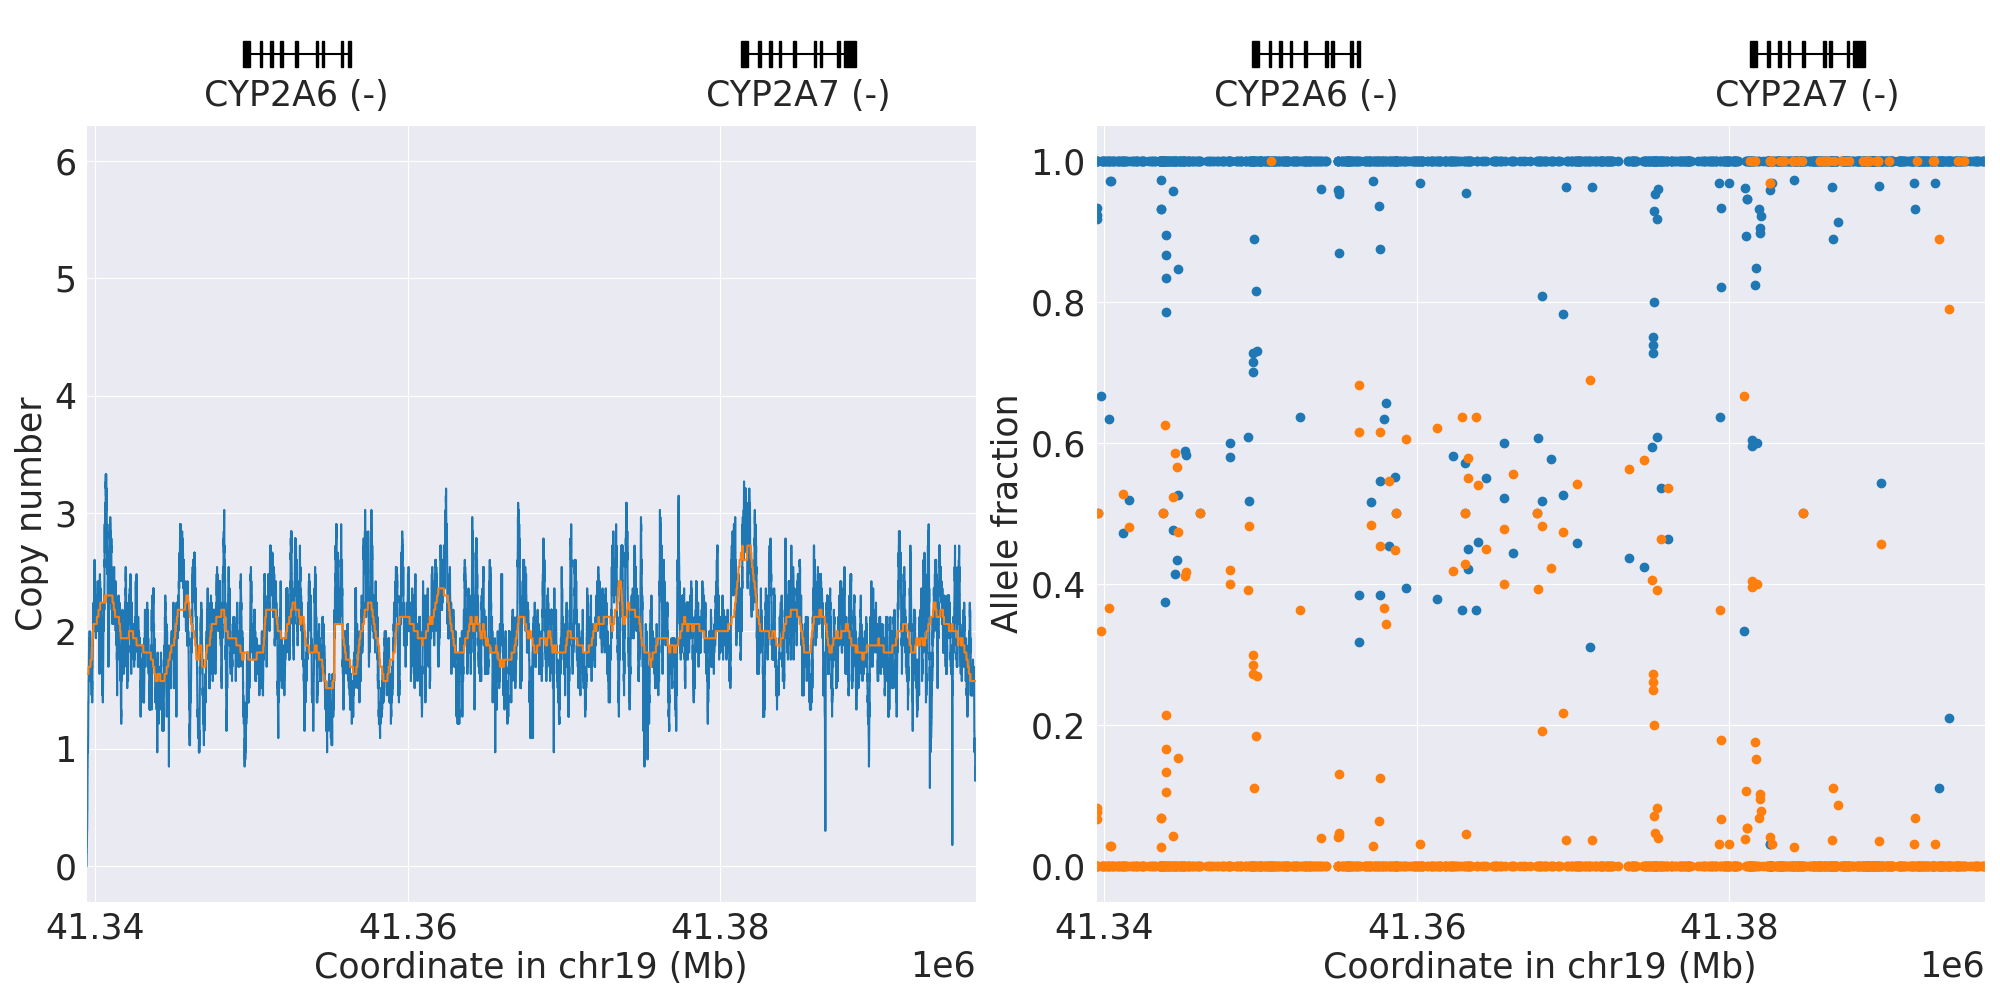 CYP2A6 (-)
CYP2A7 (-)
6
5
4
3
2
1
0
Copy number
41.34
41.36
41.38
Coordinate in chr19 (Mb)
1e6
CYP2A6 (-)
CYP2A7 (-)
1.0
0.8
0.6
0.4
0.2
0.0
Allele fraction
41.34
41.36
41.38
Coordinate in chr19 (Mb)
1e6